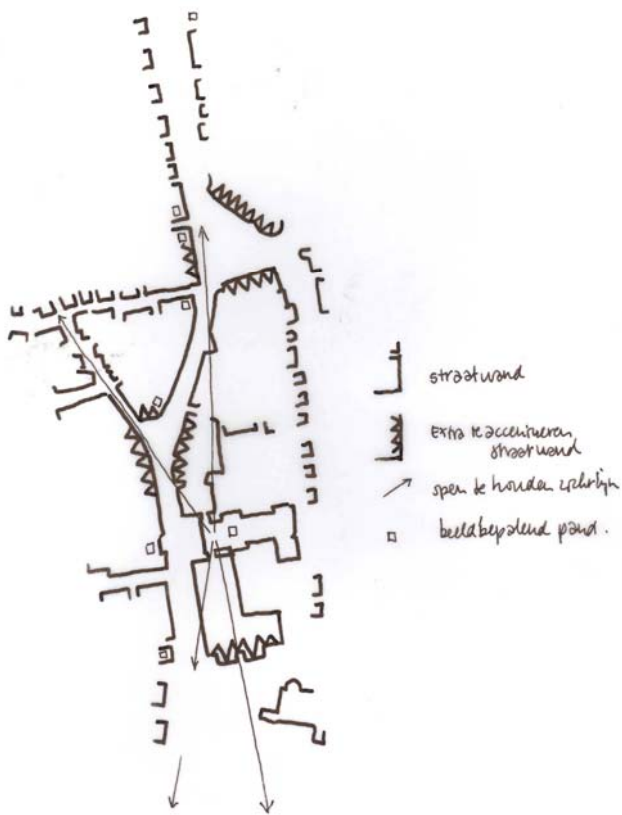 straatwand
Extra te accentueren
straatwand
open te houden zichtlijn
beeldbepalend pand.